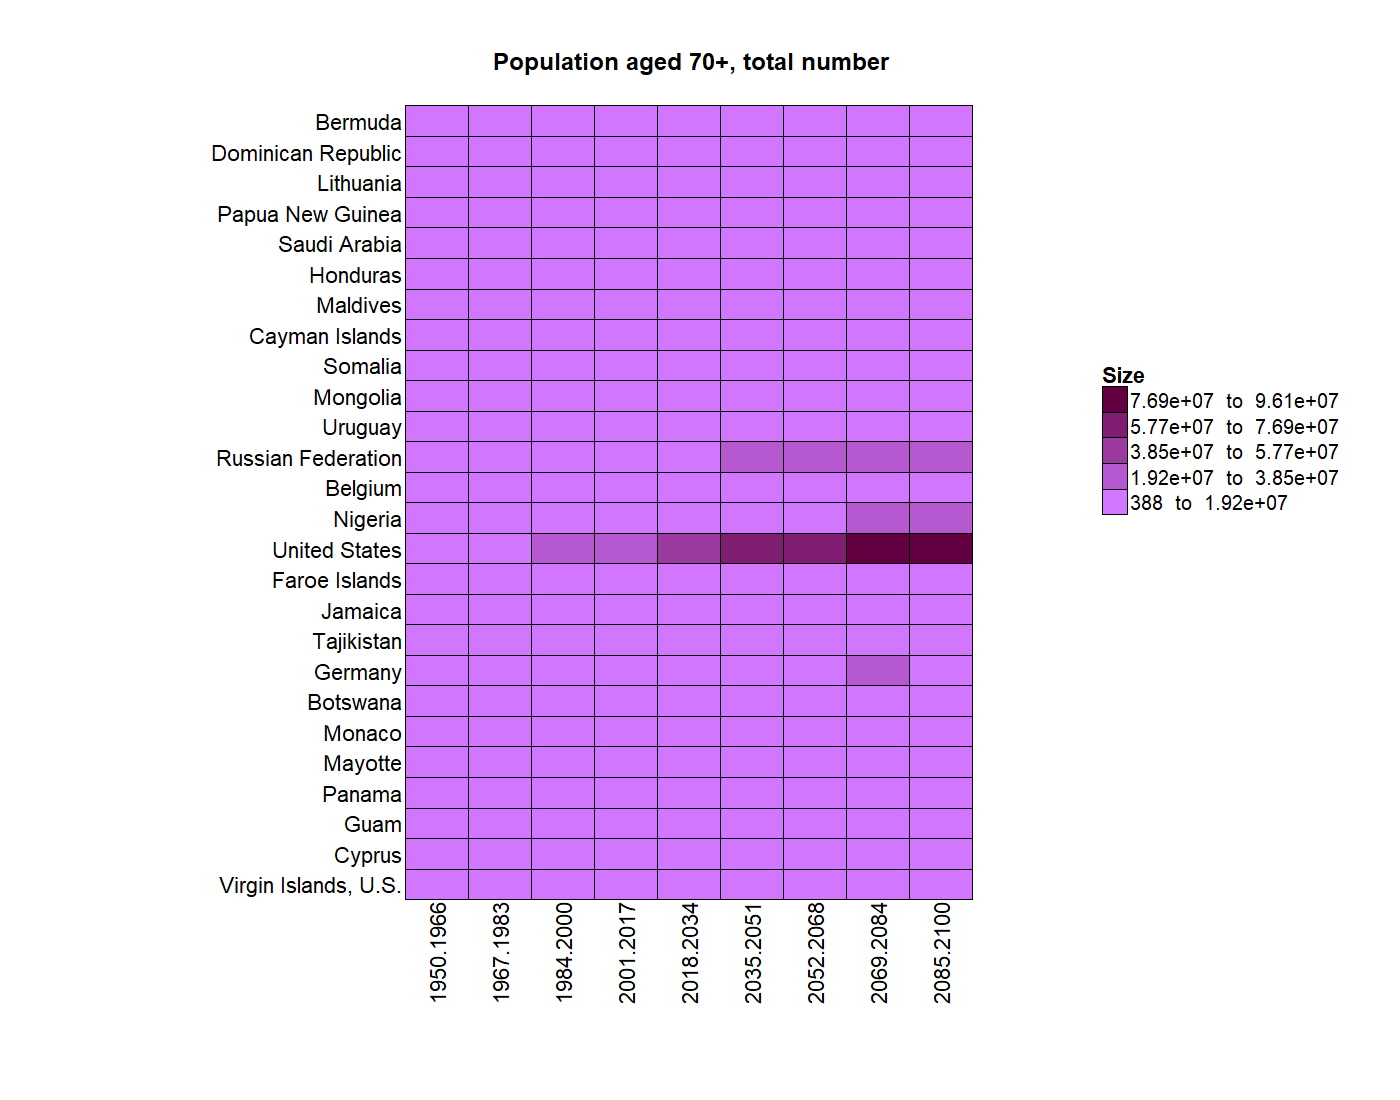 Population aged 70+, total number
Bermuda
Dominican Republic
Lithuania
Papua New Guinea
Saudi Arabia
Honduras
Maldives
Cayman Islands
Somalia
Mongolia
Uruguay
Russian Federation
Belgium
Nigeria
United States
Faroe Islands
Jamaica
Tajikistan
Germany
Botswana
Monaco
Mayotte
Panama
Guam
Cyprus
Virgin Islands, U.S.
1950.1966
1967.1983
1984.2000
2001.2017
2018.2034
2035.2051
2052.2068
2069.2084
2085.2100
Size
7.69e+07 to 9.61e+07
5.77e+07 to 7.69e+07
3.85e+07 to 5.77e+07
1.92e+07 to 3.85e+07
388 to 1.92e+07